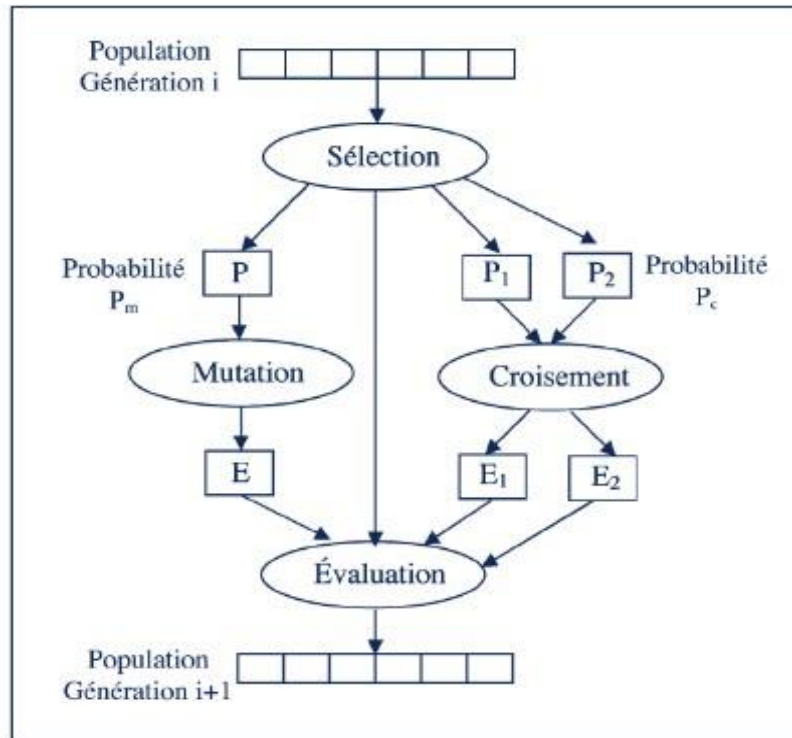 Population
Génération i
Sélection
Probabilité
Pm
P
P1
P2
Probabilité
Pc
Mutation
Croisement
E
E1
E2
Évaluation
Population
Génération i+1